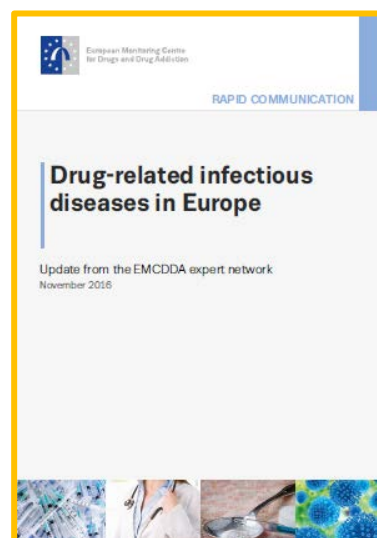 European Monitoring Centre
for Drugs and Drug Addiction
RAPID COMMUNICATION
Drug-related infectious
diseases in Europe
Update from the EMCDDA expert network
November 2016